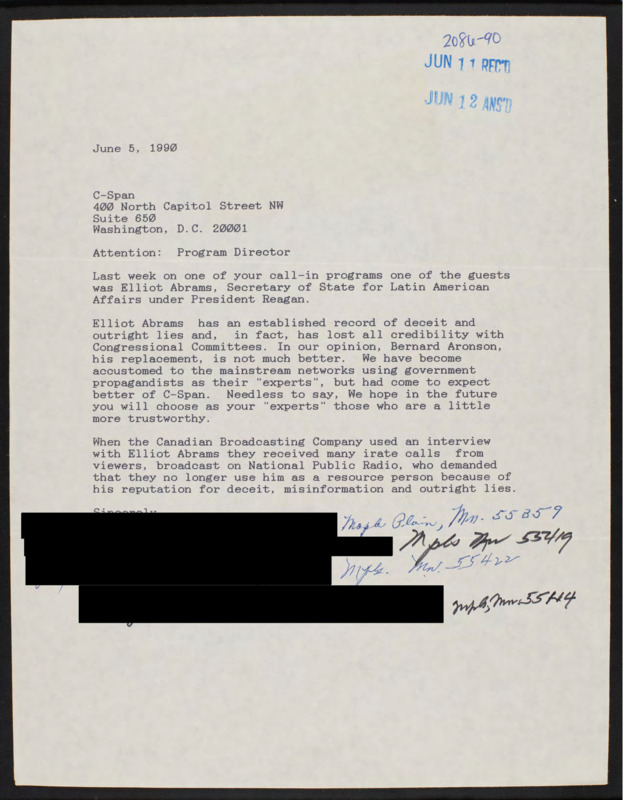 2086-90
JUN 11 REC'D
JUN 12 ANS'D
June 5, 1990
C-Span
400 North Capitol Street NW
Suite 650
Washington, D.C. 20001
Attention:  Program Director
Last week on one of your call-in programs one of the guests
was Elliot Abrams, Secretary of State for Latin American
Affairs under President Reagan.
Elliot Abrams  has an established record of deceit and
outright lies and,  in fact, has lost all credibility with
Congressional Committees. In our opinion, Bernard Aronson,
his replacement, is not much better.  We have become
accustomed to the mainstream networks using government
propagandists as their "experts", but had come to expect
better of C-Span.  Needless to say, We hope in the future
you will choose as your "experts" those who are a little
more trustworthy.
When the Canadian Broadcasting Company used an interview
with Elliot Abrams they received many irate calls  from
viewers, broadcast on National Public Radio, who demanded
that they no longer use him as a resource person because of
his reputation for deceit, misinformation and outright lies.
Sincerely
Maple Plain, Mn. 55359
Mpls Mn 55419
Mpls. Mn. 55422
Mpls, Mn.